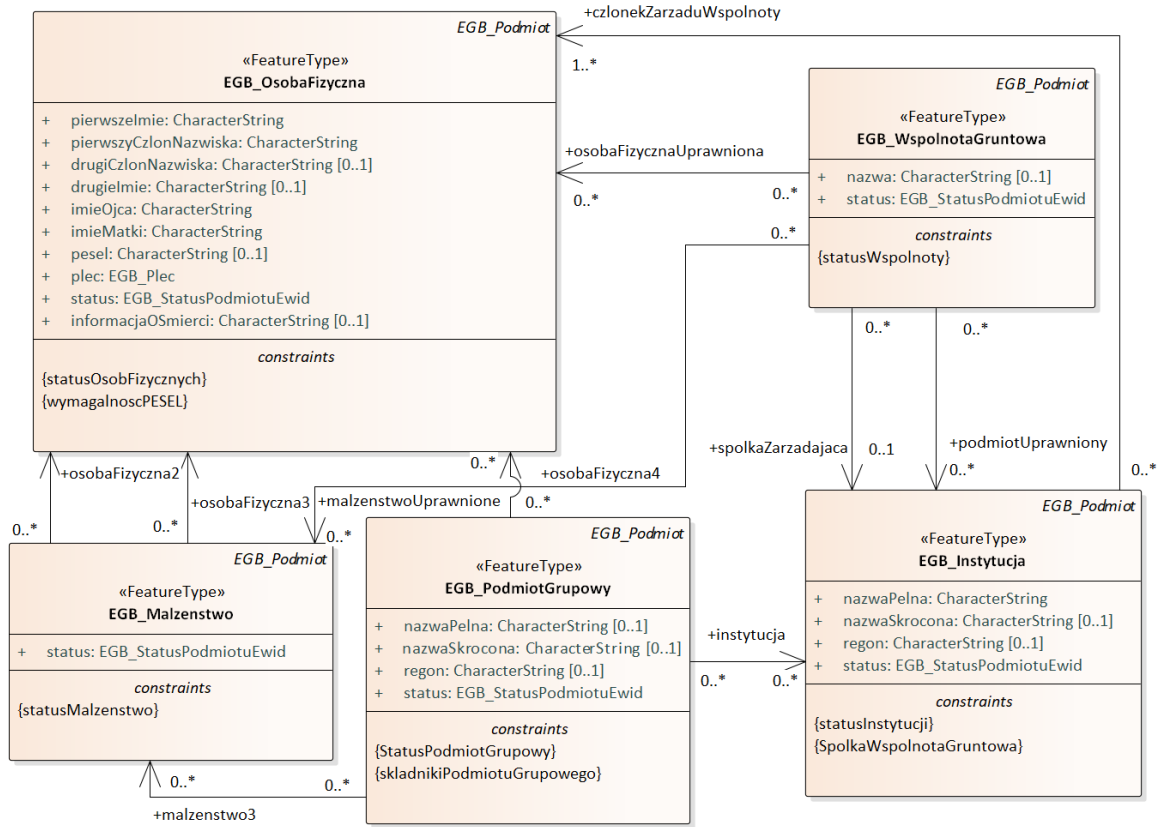 EGB_Podmiot
«FeatureType»
EGB_OsobaFizyczna
+ pierwszeImie: CharacterString
+ pierwszyCzlonNazwiska: CharacterString
+ drugiCzlonNazwiska: CharacterString [0..1]
+ drugieImie: CharacterString [0..1]
+ imieOjca: CharacterString
+ imieMatki: CharacterString
+ pesel: CharacterString [0..1]
+ plec: EGB_Plec
+ status: EGB_StatusPodmiotuEwid
+ informacjaOSmierci: CharacterString [0..1]
constraints
{statusOsobFizycznych}
{wymagalnoscPESEL}
+członekZarzaduWspolnoty
1..*
0..*
EGB_Podmiot
«FeatureType»
EGB_WspolnotaGruntowa
+ nazwa: CharacterString [0..1]
+ status: EGB_StatusPodmiotuEwid
constraints
{statusWspolnoty}
+osobaFizycznaUprawniona
0..*
0..*
0..*
0..*
0..*
+spolkaZarzadajaca
0..1
+podmiotUprawniony
0..*
+osobaFizyczna2
0..*
+osobaFizyczna3
0..*
0..*
+osobaFizyczna4
0..*
+malzenstwoUprawnione
0..*
EGB_Podmiot
«FeatureType»
EGB_Malzenstwo
+ status: EGB_StatusPodmiotuEwid
constraints
{statusMalzenstwo}
EGB_Podmiot
«FeatureType»
EGB_PodmiotGrupowy
+ nazwaPelna: CharacterString [0..1]
+ nazwaSkrocona: CharacterString [0..1]
+ regon: CharacterString [0..1]
+ status: EGB_StatusPodmiotuEwid
constraints
{StatusPodmiotGrupowy}
{skladnikiPodmiotuGrupowego}
+instytucja
0..*
0..*
EGB_Podmiot
«FeatureType»
EGB_Instytucja
+ nazwaPelna: CharacterString
+ nazwaSkrocona: CharacterString [0..1]
+ regon: CharacterString [0..1]
+ status: EGB_StatusPodmiotuEwid
constraints
{statusInstytucji}
{SpolkaWspolnotaGruntowa}
0..*
0..*
+malzenstwo3